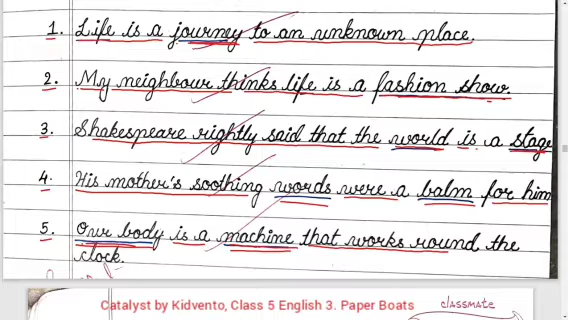 1. Life is a journey to an unknown place.
2. My neighbour thinks life is a fashion show.
3. Shakespeare rightly said that the world is a stage
4. His mother's soothing words were a balm for him
5. Our body is a machine that works round the
clock.
Catalyst by Kidvento, Class 5 English 3. Paper Boats
classmate